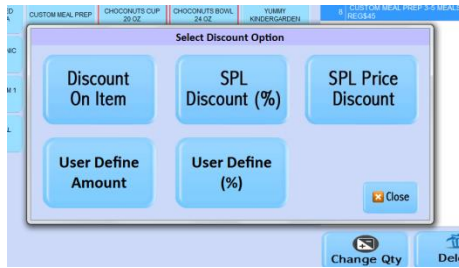 CUSTOM MEAL PREP
CHOCONUTS CUP
20 OZ
CHOCONUTS BOWL
24 OZ
YUMMY
KINDERGARDEN
6 CUSTOM MEAL PREP 3-5 MEALS
REG$45
Select Discount Option
Discount
On Item
SPL
Discount (%)
SPL Price
Discount
User Define
Amount
User Define
(%)
Close
Change Qty